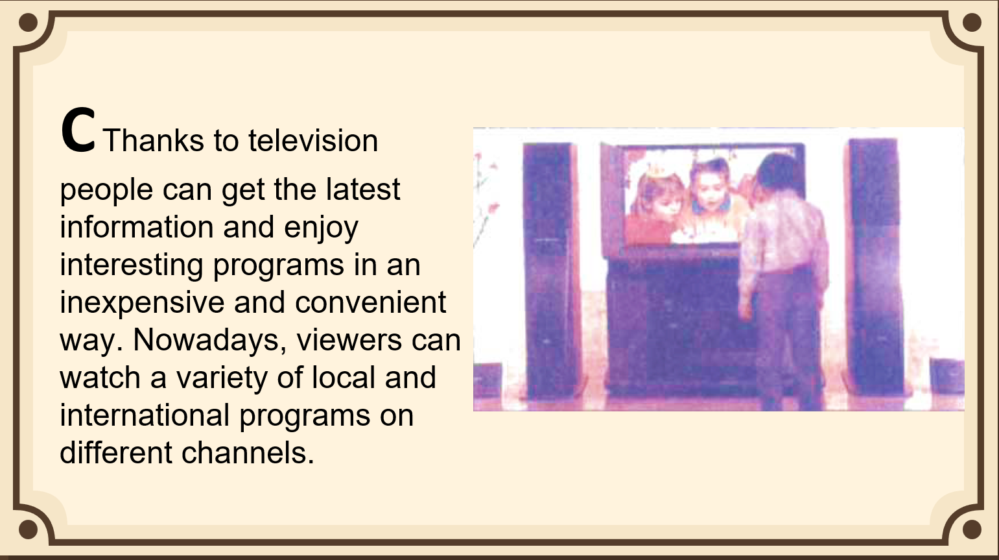 C Thanks to television
people can get the latest
information and enjoy
interesting programs in an
inexpensive and convenient
way. Nowadays, viewers can
watch a variety of local and
international programs on
different channels.